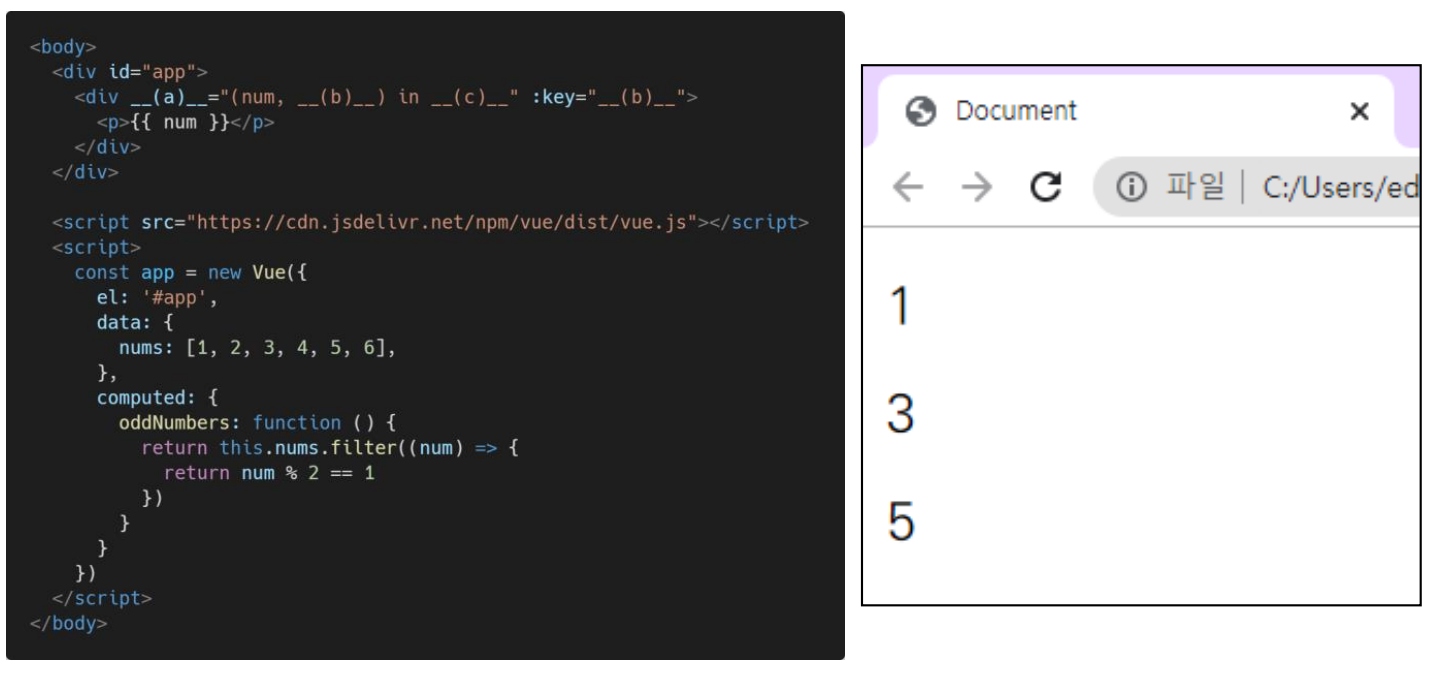 <body>
  <div id="app">
    <div __(a)__="(num, __(b)__) in __(c)__" :key="__(b)__">
      <p>{{ num }}</p>
    </div>
  </div>

  <script src="https://cdn.jsdelivr.net/npm/vue/dist/vue.js"></script>
  <script>
    const app = new Vue({
      el: '#app',
      data: {
        nums: [1, 2, 3, 4, 5, 6],
      },
      computed: {
        oddNumbers: function () {
          return this.nums.filter((num) => {
            return num % 2 == 1
          })
        }
      }
    })
  </script>
</body>
Document
파일 | C:/Users/ed
1
3
5